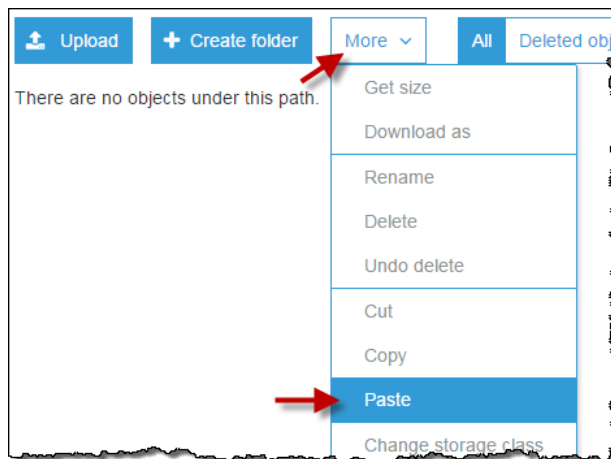 Upload + Create folder More All Deleted obj
There are no objects under this path.
Get size
Download as
Rename
Delete
Undo delete
Cut
Copy
Paste
Change storage class